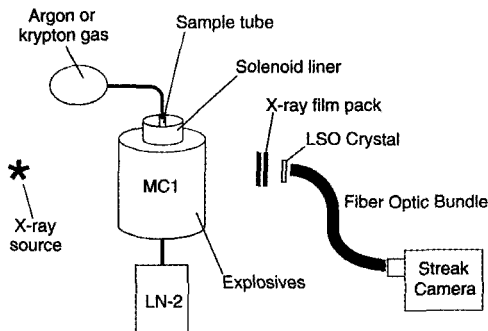 Argon or
krypton gas
Sample tube
Solenoid liner
X-ray film pack
LSO Crystal
MC1
Fiber Optic Bundle
X-ray
source
Explosives
LN-2
Streak
Camera